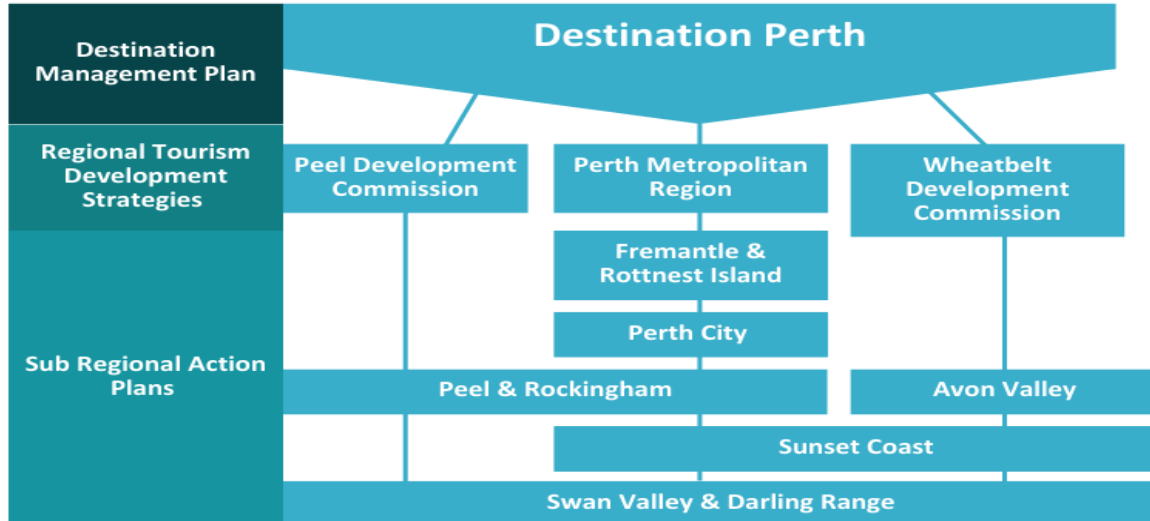 Destination
Management Plan
Destination Perth
Regional Tourism
Development
Strategies
Peel Development
Commission
Perth Metropolitan
Region
Wheatbelt
Development
Commission
Sub Regional Action
Plans
Fremantle &
Rottnest Island
Perth City
Peel & Rockingham
Avon Valley
Sunset Coast
Swan Valley & Darling Range